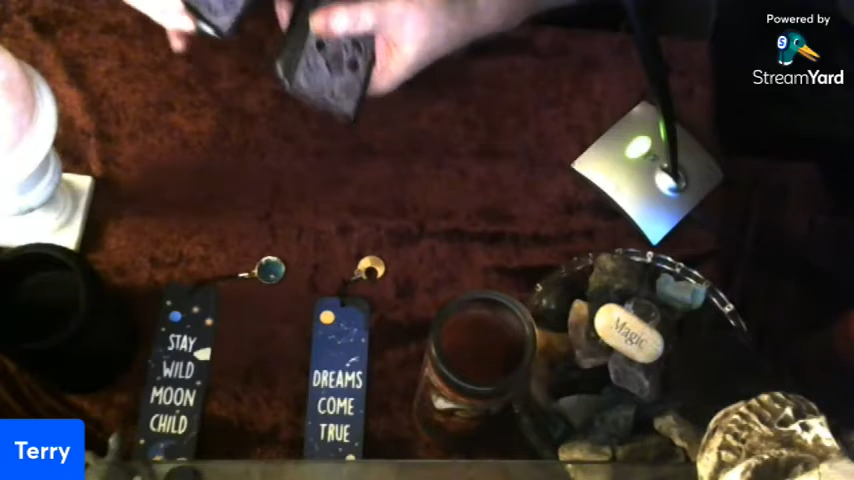 Powered by
StreamYard
Magic
STAY
WILD
MOON
CHILD
DREAMS
COME
TRUE
Terry